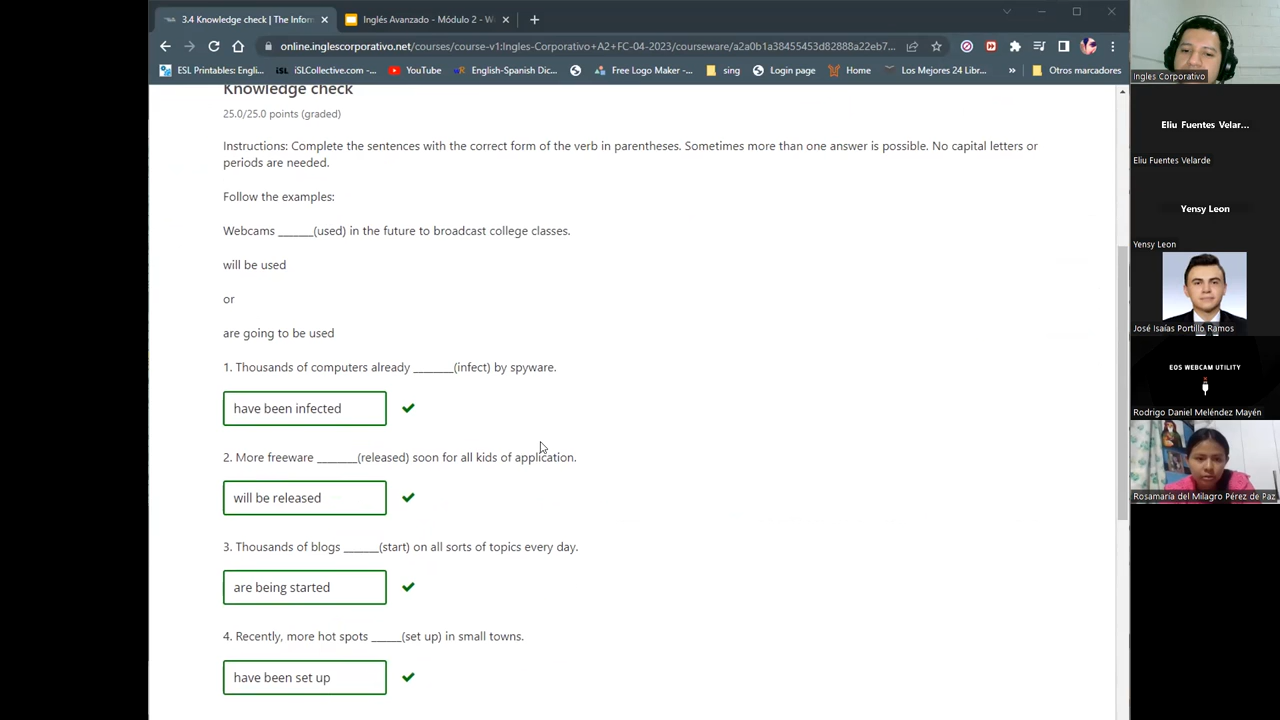 3.4 Knowledge check | The Inform
Inglés Avanzado - Módulo 2 - W
online.inglescorporativo.net/courses/course-v1:Ingles-Corporativo+A2+FC-04-2023/courseware/a2a0b1a38455453d82888a22eb7...
ESL Printables: Engli...
iSL
iSLCollective.com -...
YouTube
English-Spanish Dic...
Free Logo Maker -...
sing
Login page
Home
Los Mejores 24 Libr...
»
Otros marcadores
Knowledge check
25.0/25.0 points (graded)
Instructions: Complete the sentences with the correct form of the verb in parentheses. Sometimes more than one answer is possible. No capital letters or
periods are needed.
Follow the examples:
Webcams _______(used) in the future to broadcast college classes.
will be used
or
are going to be used
1. Thousands of computers already ________(infect) by spyware.
have been infected
2. More freeware ________(released) soon for all kids of application.
will be released
3. Thousands of blogs _______(start) on all sorts of topics every day.
are being started
4. Recently, more hot spots ______(set up) in small towns.
have been set up
Ingles Corporativo
Eliu Fuentes Velar...
Eliu Fuentes Velarde
Yensy Leon
Yensy Leon
José Isaías Portillo Ramos
EOS WEBCAM UTILITY
Rodrigo Daniel Meléndez Mayén
Rosamaría del Milagro Pérez de Paz